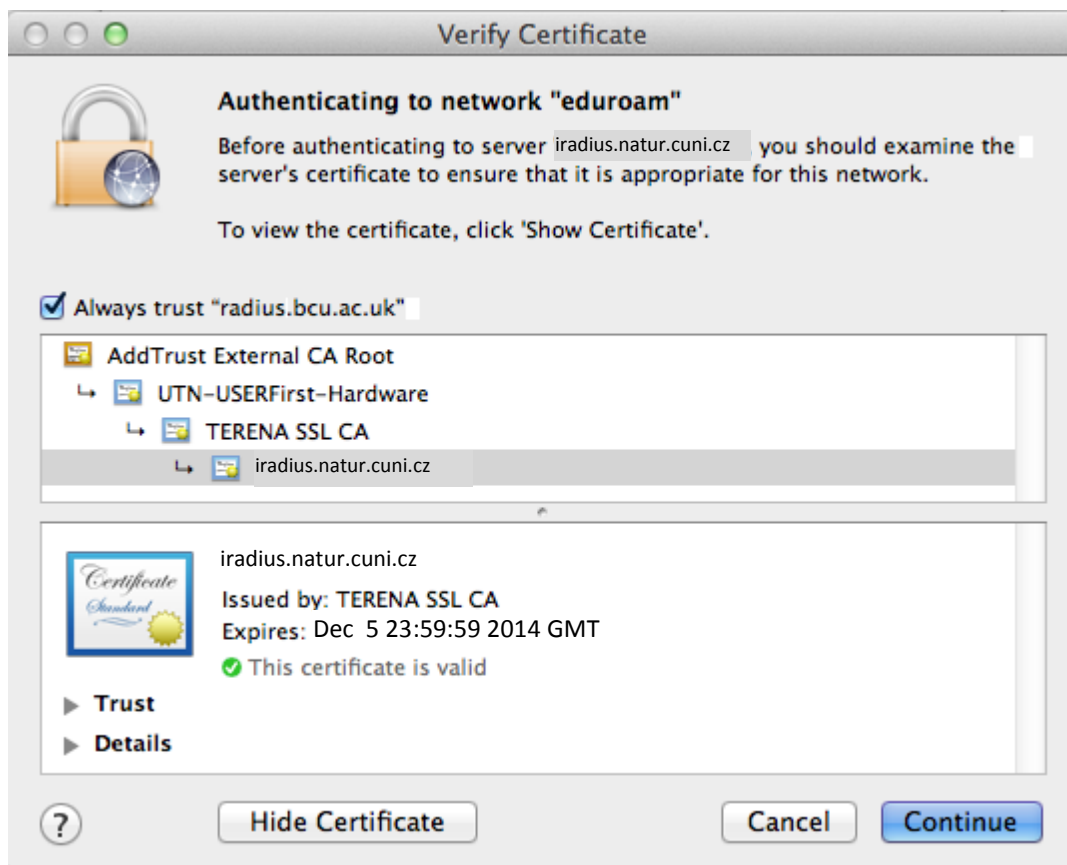 Verify Certificate
Authenticating to network "eduroam"
Before authenticating to server iradius.natur.cuni.cz , you should examine the
server's certificate to ensure that it is appropriate for this network.
To view the certificate, click 'Show Certificate'.
Always trust “radius.bcu.ac.uk”
AddTrust External CA Root
UTN-USERFirst-Hardware
TERENA SSL CA
iradius.natur.cuni.cz
iradius.natur.cuni.cz
Certificate
Standard
Issued by: TERENA SSL CA
Expires: Dec 5 23:59:59 2014 GMT
This certificate is valid
Trust
Details
? Hide Certificate Cancel Continue